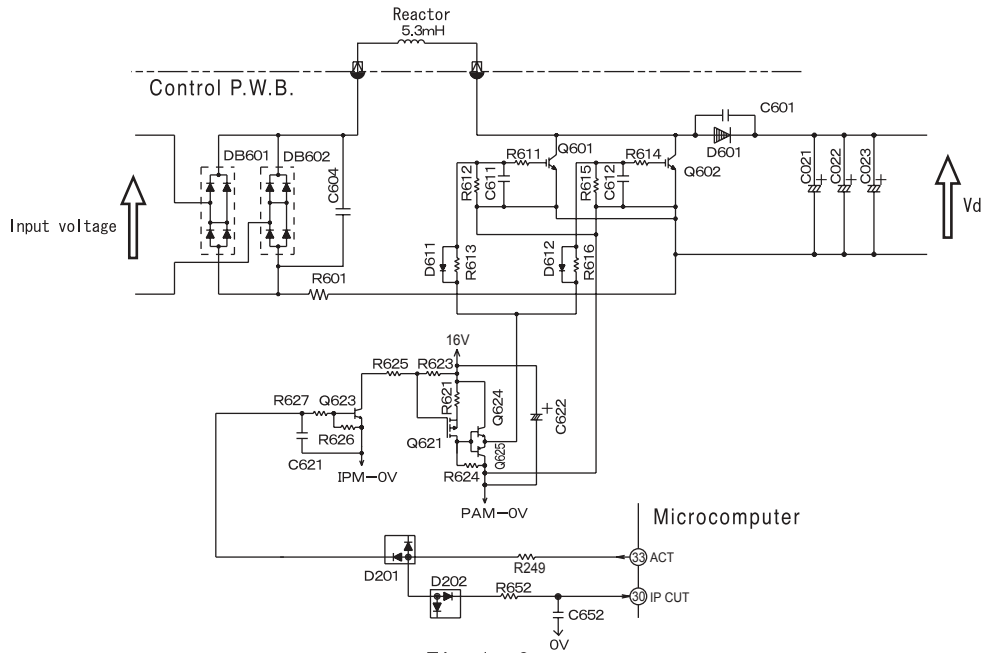 Reactor
5.3mH
Control P.W.B.
C601
DB601
DB602
C604
R611
Q601
R614
D601
Q602
R612
C611
R615
C612
C021
C022
C023
Input voltage
Vd
D611
R613
D612
R616
R601
16V
R625
R623
R621
Q624
C622
R627
Q623
R626
Q621
Q625
C621
R624
IPM-0V
PAM-0V
Microcomputer
33 ACT
R249
D201
D202
R652
30 IP CUT
C652
0V